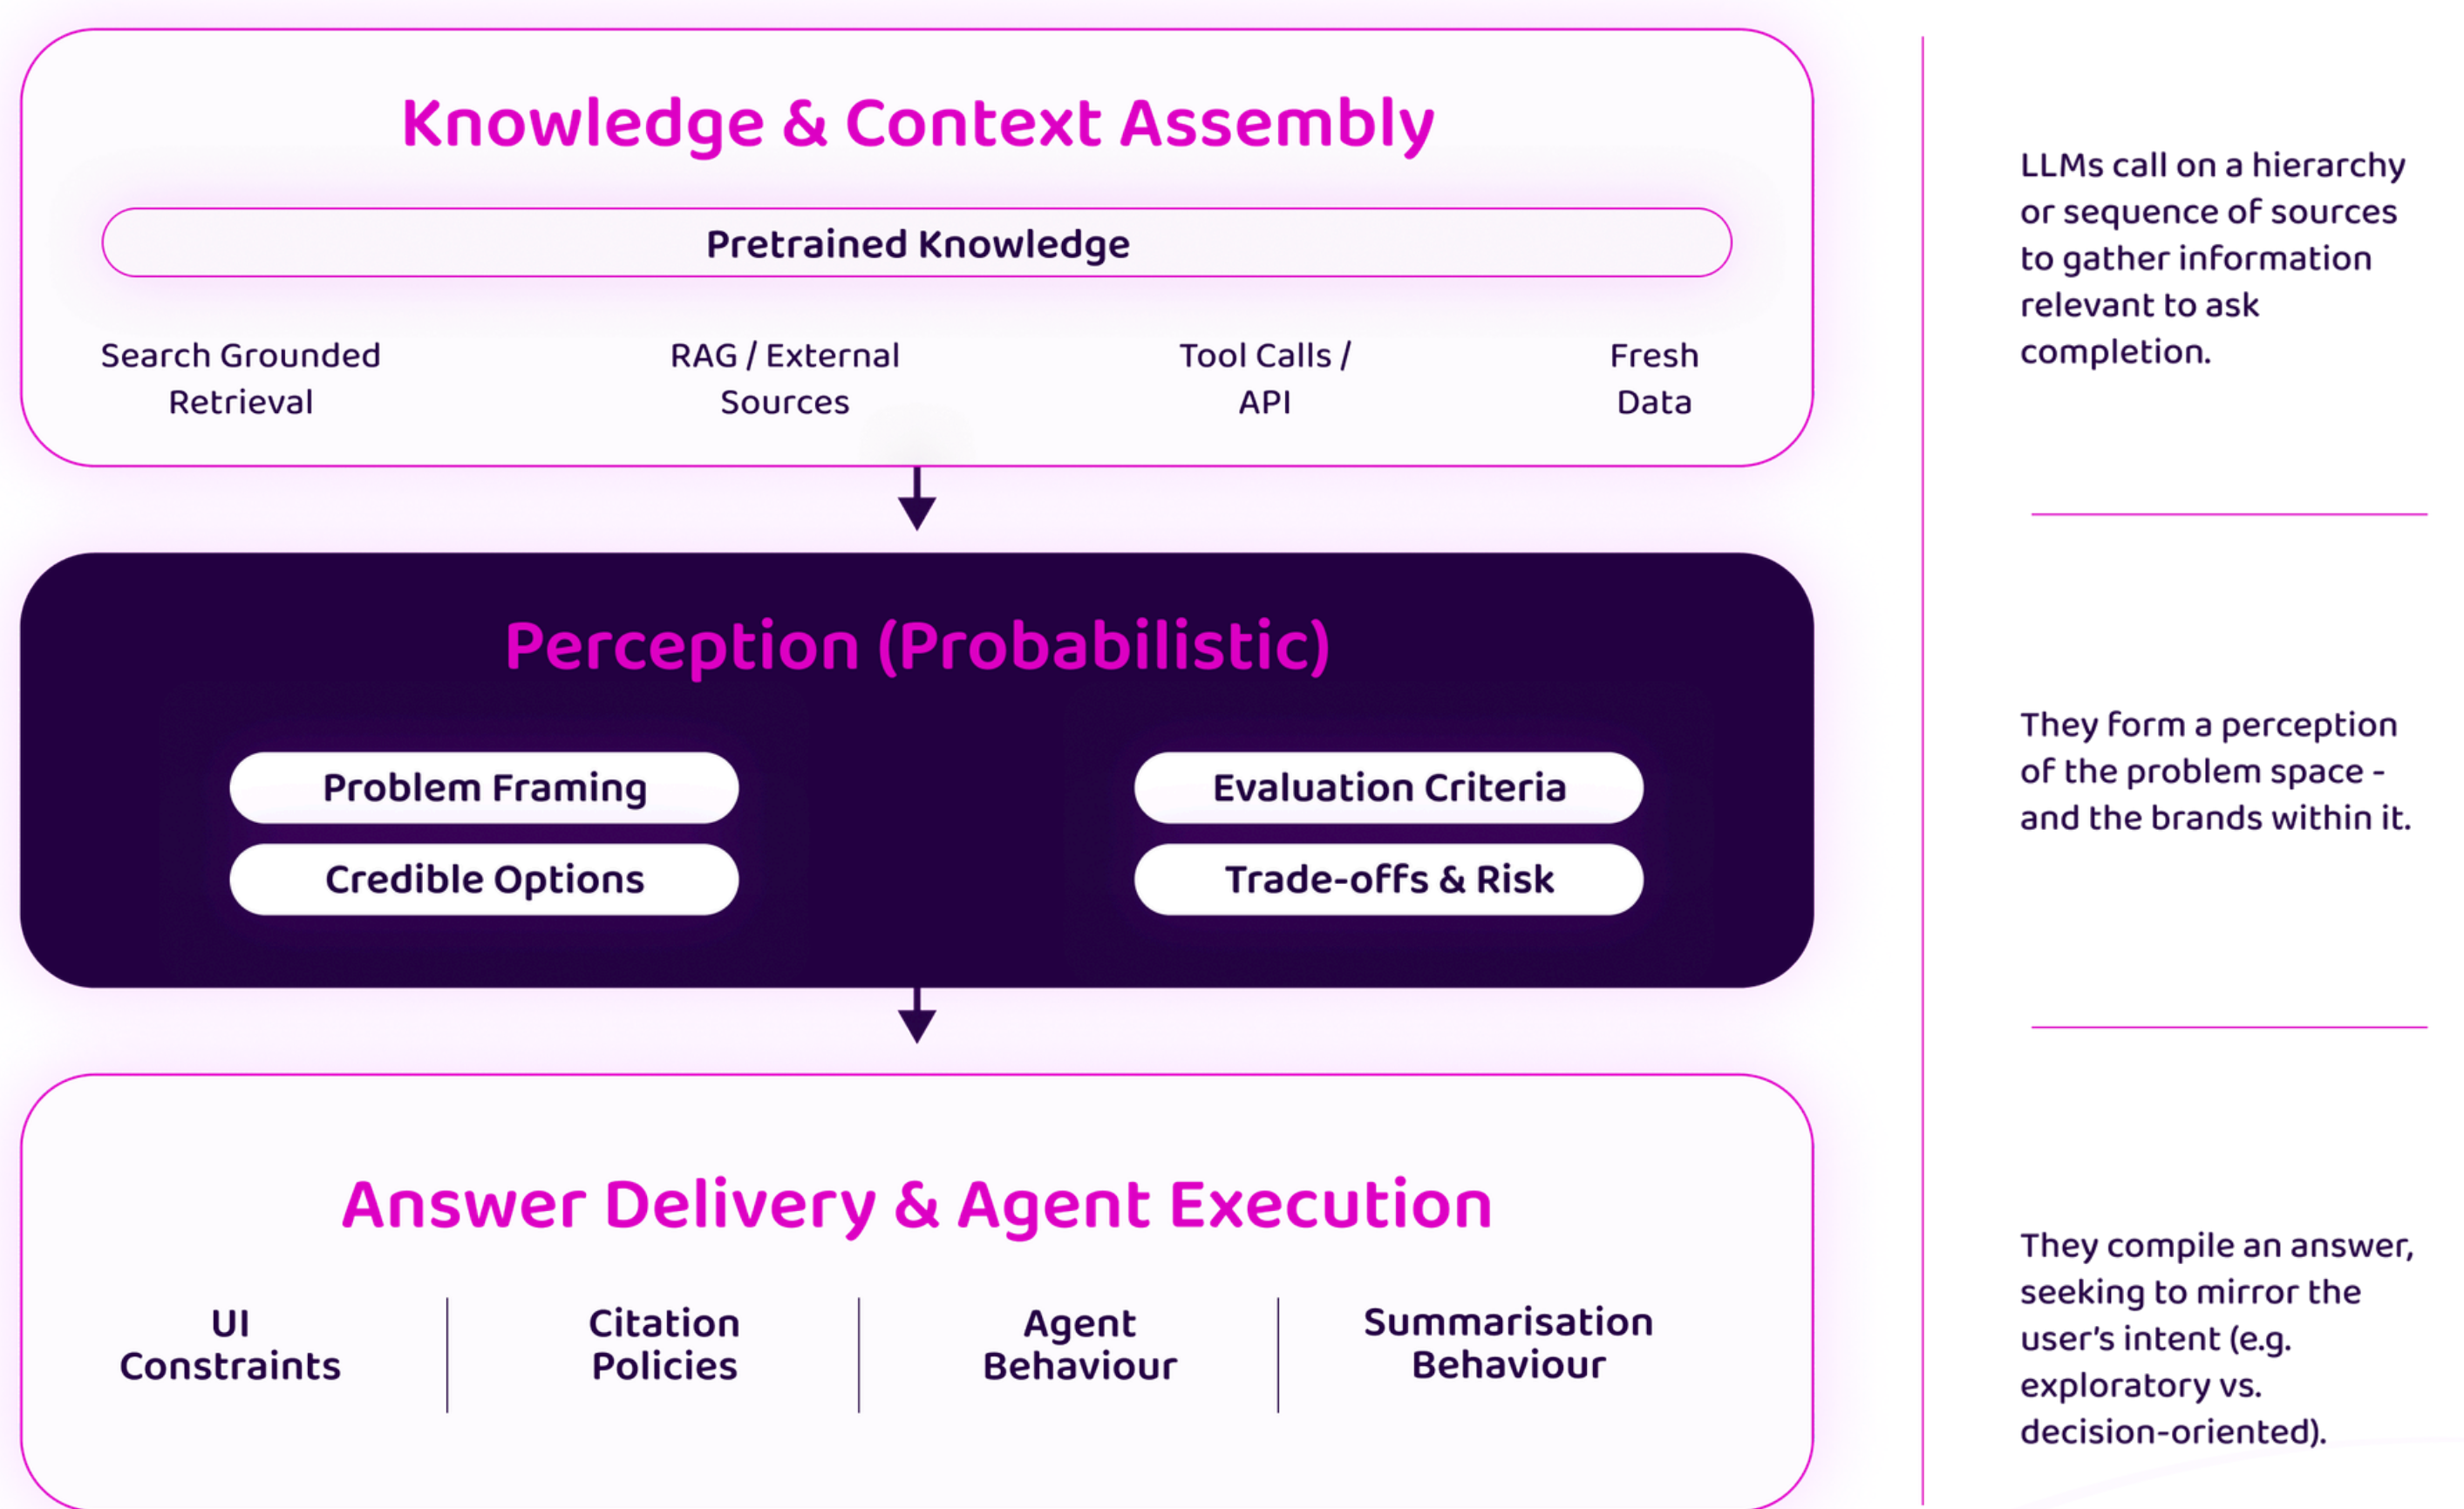 Knowledge & Context Assembly
Pretrained Knowledge
Search Grounded
Retrieval
RAG / External
Sources
Tool Calls /
API
Fresh
Data
LLMs call on a hierarchy
or sequence of sources
to gather information
relevant to ask
completion.
Perception (Probabilistic)
Problem Framing
Credible Options
Evaluation Criteria
Trade-offs & Risk
They form a perception
of the problem space -
and the brands within it.
Answer Delivery & Agent Execution
UI
Constraints
Citation
Policies
Agent
Behaviour
Summarisation
Behaviour
They compile an answer,
seeking to mirror the
user's intent (e.g.
exploratory vs.
decision-oriented).